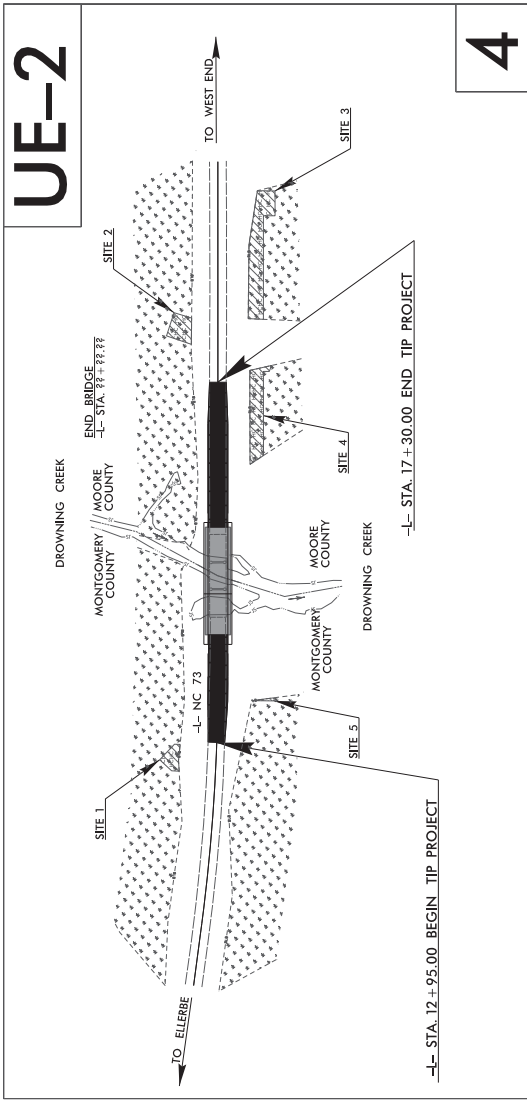 UE–2
4
TO WEST END
SITE 3
SITE 2
END BRIDGE
–L– STA. ?? + ??.??
SITE 4
–L– STA. 17 + 30.00 END TIP PROJECT
DROWNING CREEK
MONTGOMERY
COUNTY
MOORE
COUNTY
MONTGOMERY
COUNTY
MOORE
COUNTY
DROWNING CREEK
–L– NC 73
SITE 1
SITE 5
TO ELLERBE
–L– STA. 12 + 95.00 BEGIN TIP PROJECT